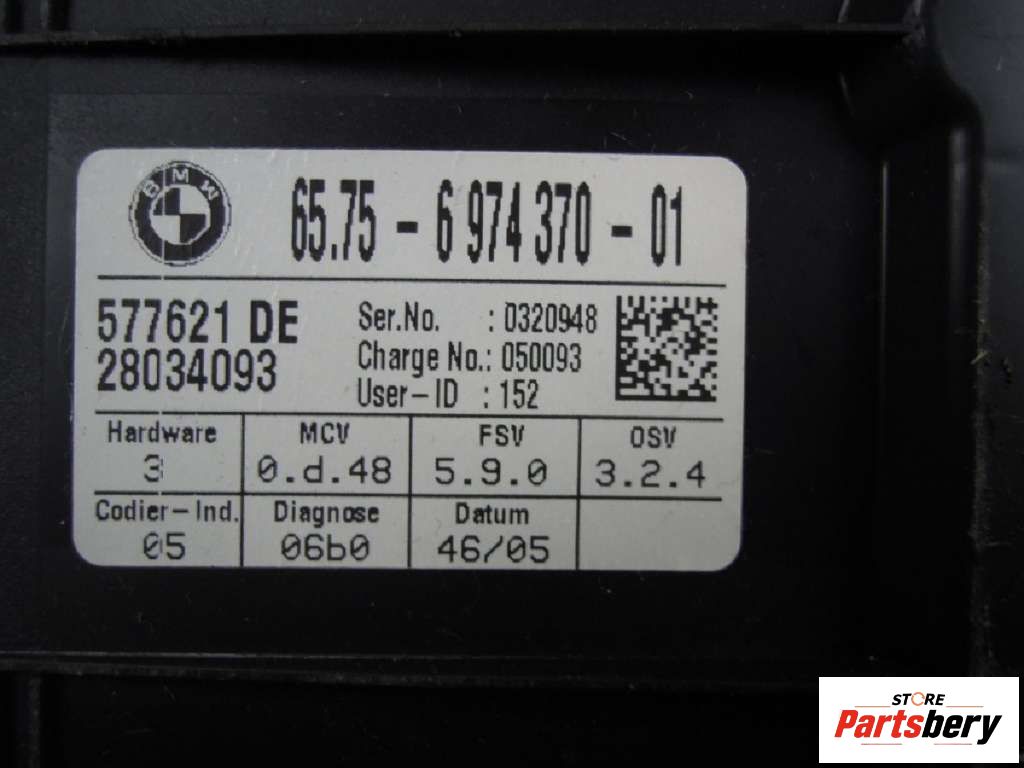 BMW
65.75 - 6 974 370 - 01
577621 DE
28034093
Ser.No. : 0320948
Charge No.: 050093
User-ID : 152
Hardware MCV FSV OSV
3 0.d.48 5.9.0 3.2.4
Codier-Ind. Diagnose Datum
05 06b0 46/05
STORE
Partsbery